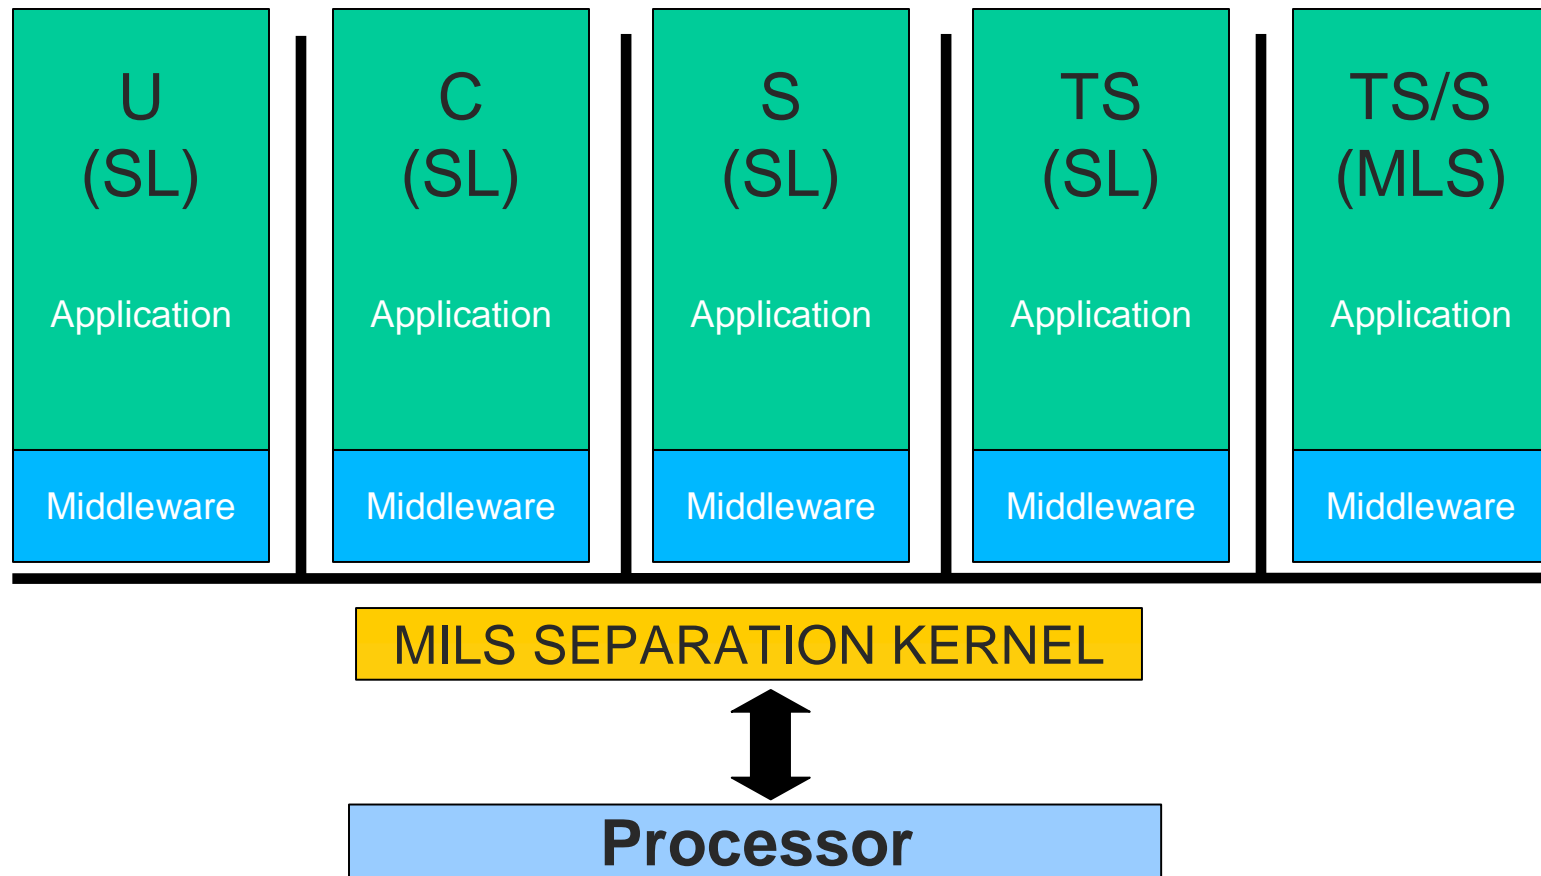 U
(SL)
Application
Middleware
C
(SL)
Application
Middleware
S
(SL)
Application
Middleware
TS
(SL)
Application
Middleware
TS/S
(MLS)
Application
Middleware
MILS SEPARATION KERNEL
Processor